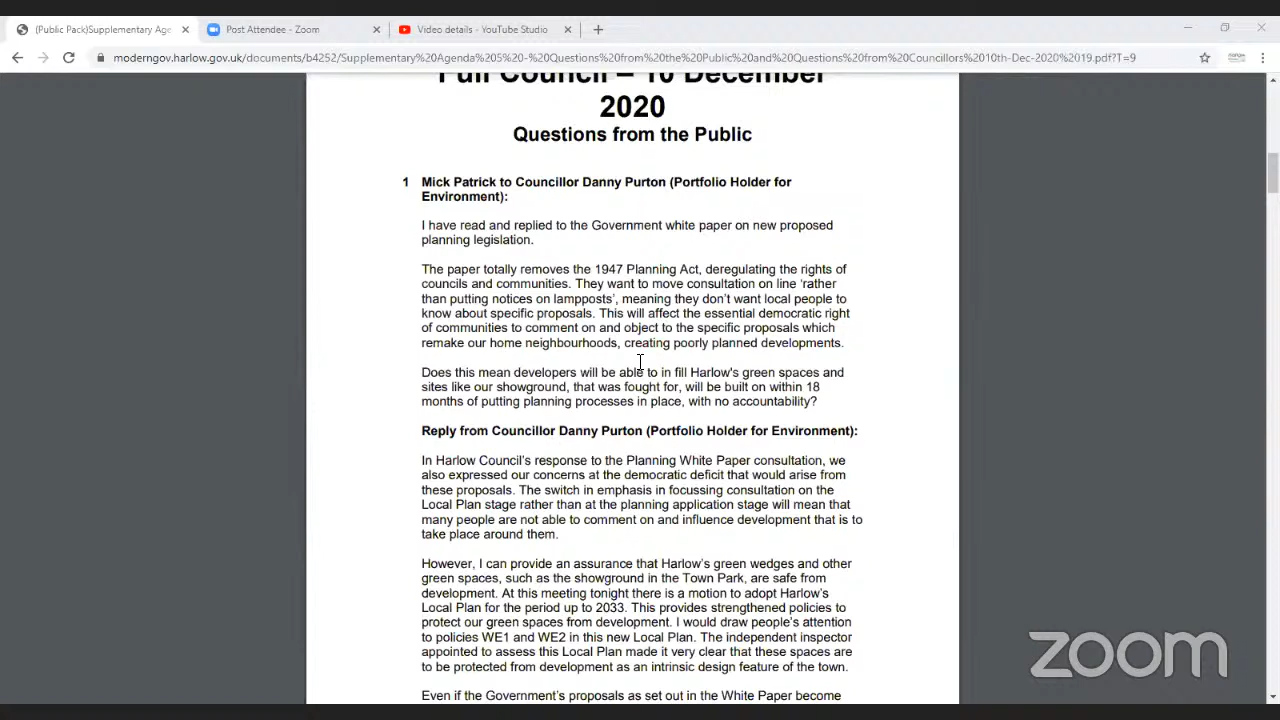 (Public Pack)Supplementary Age
Post Attendee - Zoom
Video details - YouTube Studio
moderngov.harlow.gov.uk/documents/b4252/Supplementary%20Agenda%205%20_%20Questions%20from%20the%20Public%20and%20Questions%20from%20Councillors%2010th-Dec-2020%2019.pdf?T=9
Full Council – 10 December
2020
Questions from the Public
1 Mick Patrick to Councillor Danny Purton (Portfolio Holder for
Environment):
I have read and replied to the Government white paper on new proposed
planning legislation.
The paper totally removes the 1947 Planning Act, deregulating the rights of
councils and communities. They want to move consultation on line ‘rather
than putting notices on lampposts’, meaning they don’t want local people to
know about specific proposals. This will affect the essential democratic right
of communities to comment on and object to the specific proposals which
remake our home neighbourhoods, creating poorly planned developments.
Does this mean developers will be able to in fill Harlow's green spaces and
sites like our showground, that was fought for, will be built on within 18
months of putting planning processes in place, with no accountability?
Reply from Councillor Danny Purton (Portfolio Holder for Environment):
In Harlow Council’s response to the Planning White Paper consultation, we
also expressed our concerns at the democratic deficit that would arise from
these proposals. The switch in emphasis in focussing consultation on the
Local Plan stage rather than at the planning application stage will mean that
many people are not able to comment on and influence development that is to
take place around them.
However, I can provide an assurance that Harlow’s green wedges and other
green spaces, such as the showground in the Town Park, are safe from
development. At this meeting tonight there is a motion to adopt Harlow’s
Local Plan for the period up to 2033. This provides strengthened policies to
protect our green spaces from development. I would draw people’s attention
to policies WE1 and WE2 in this new Local Plan. The independent inspector
appointed to assess this Local Plan made it very clear that these spaces are
to be protected from development as an intrinsic design feature of the town.
Even if the Government’s proposals as set out in the White Paper become
zoom